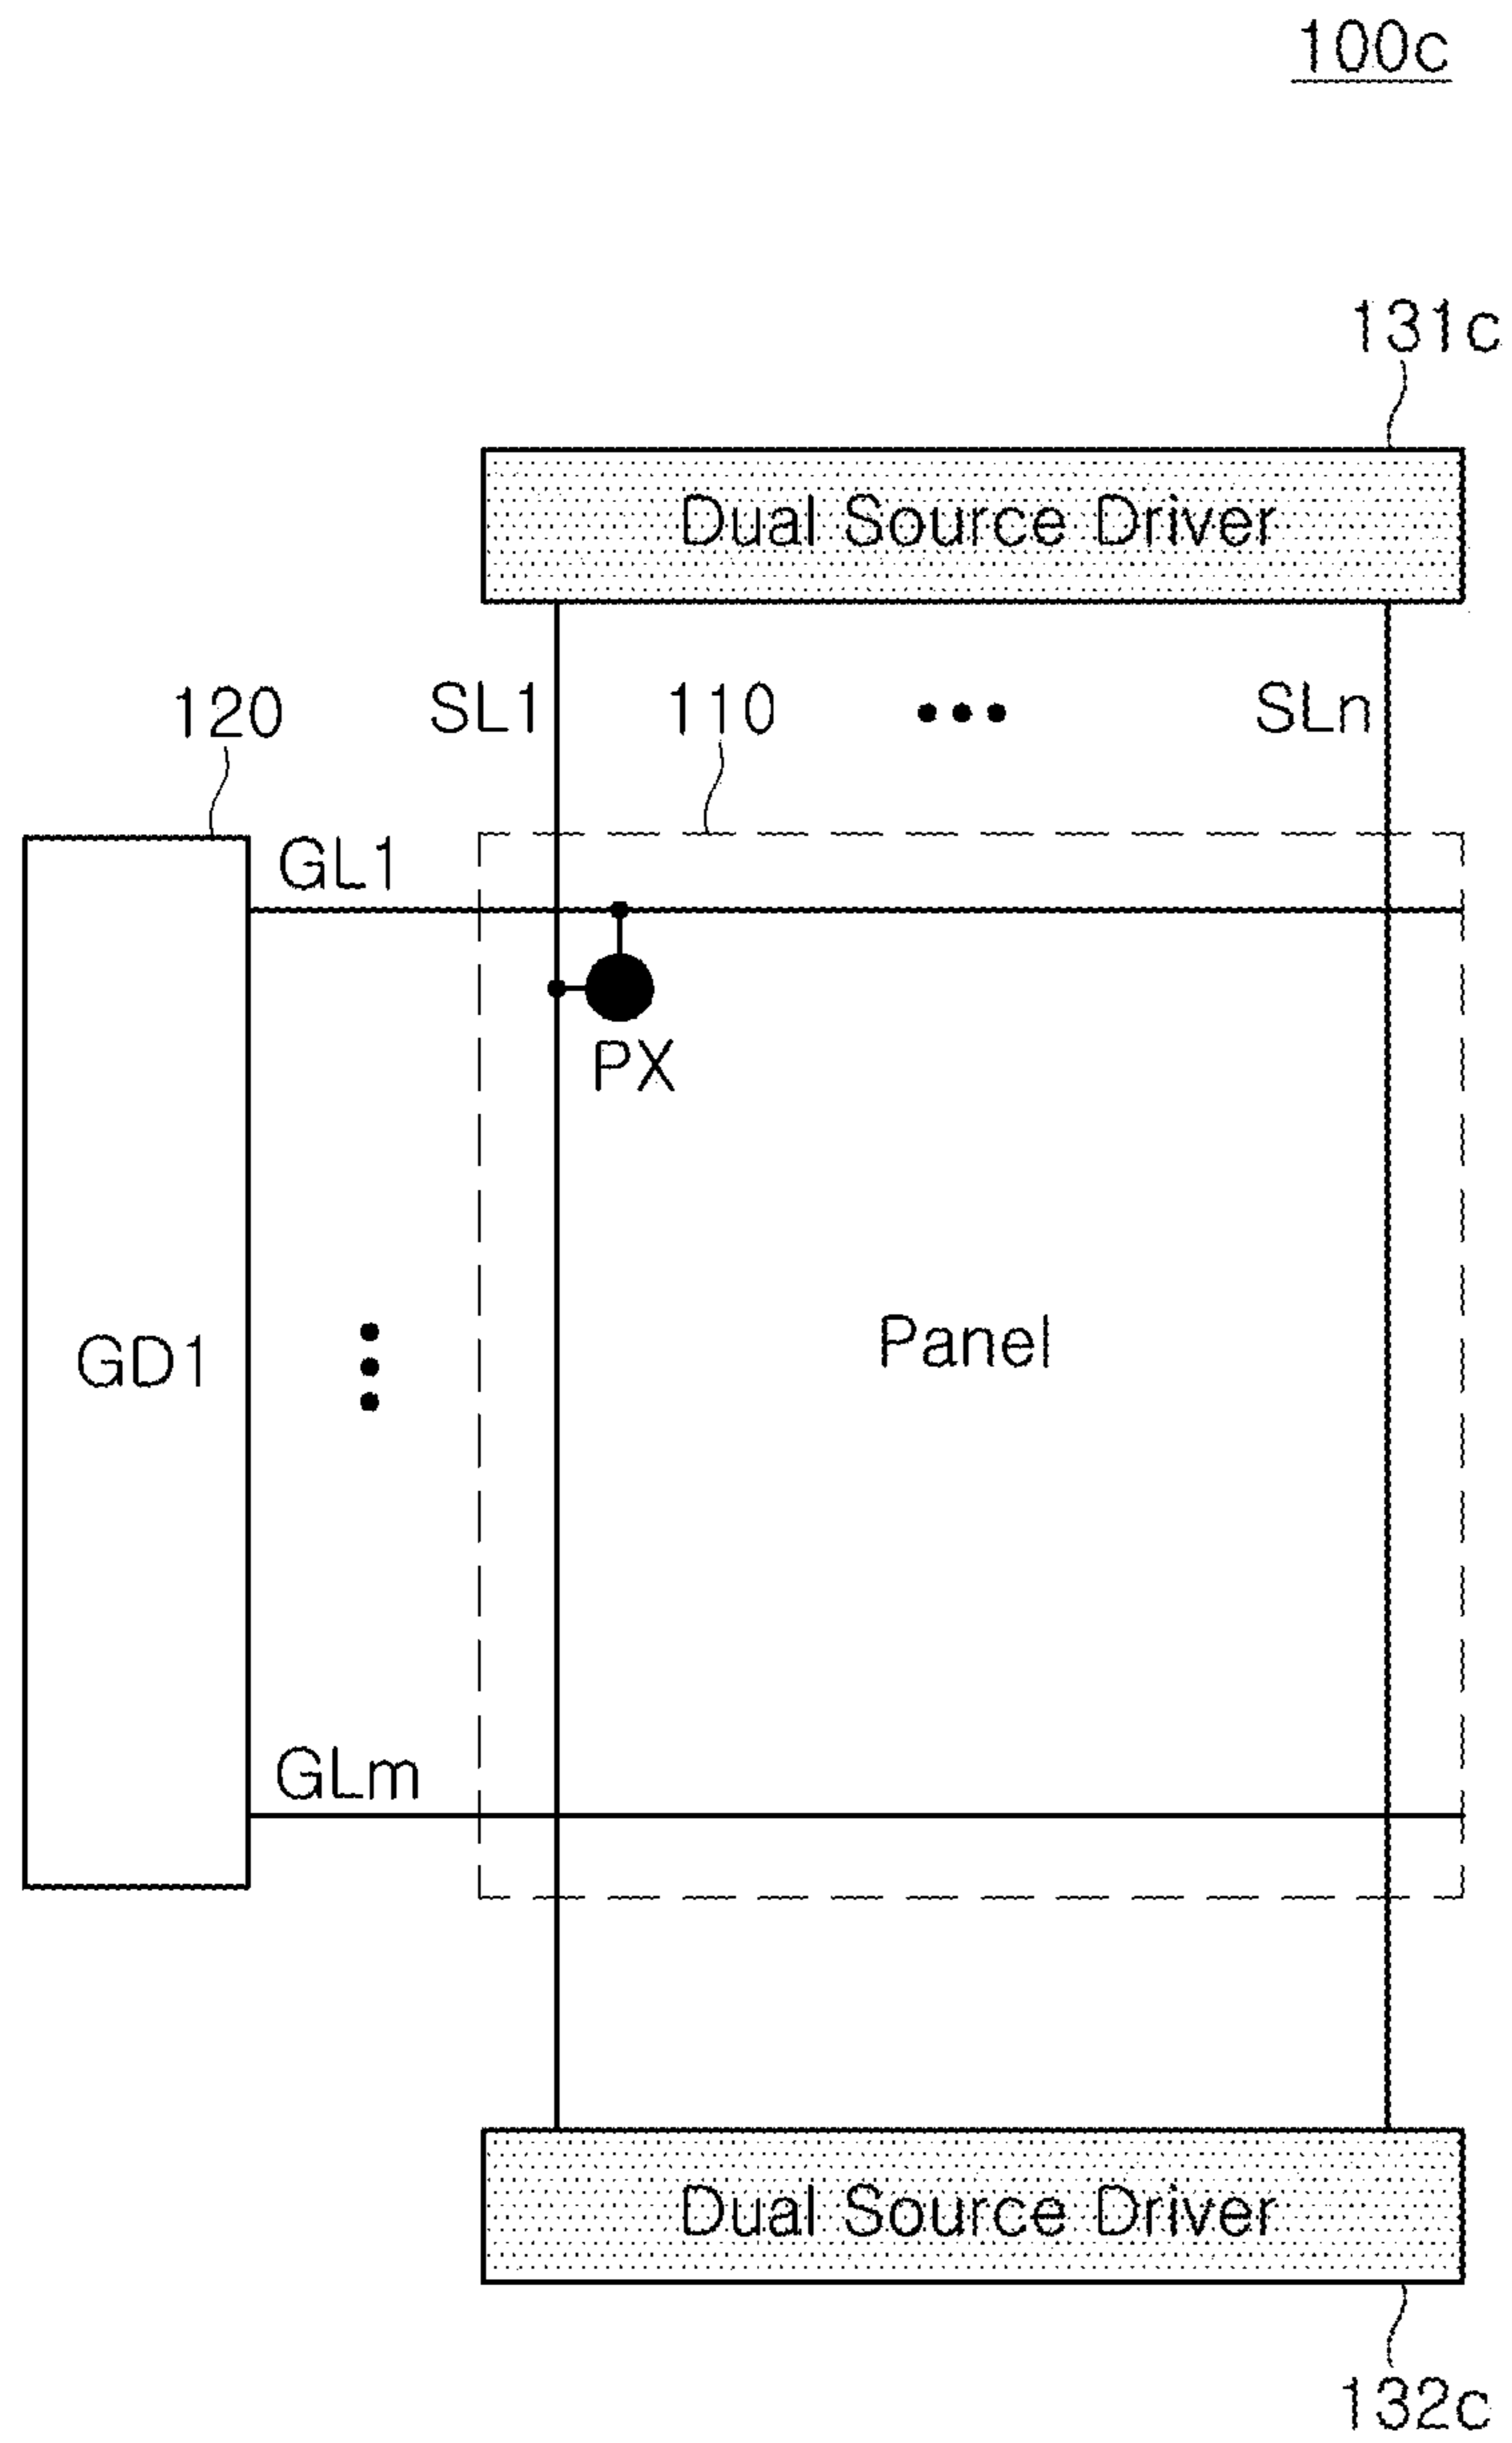 100c
131c
Dual Source Driver
120
SL1
110
SLn
GL1
PX
GD1
Panel
GLm
Dual Source Driver
132c